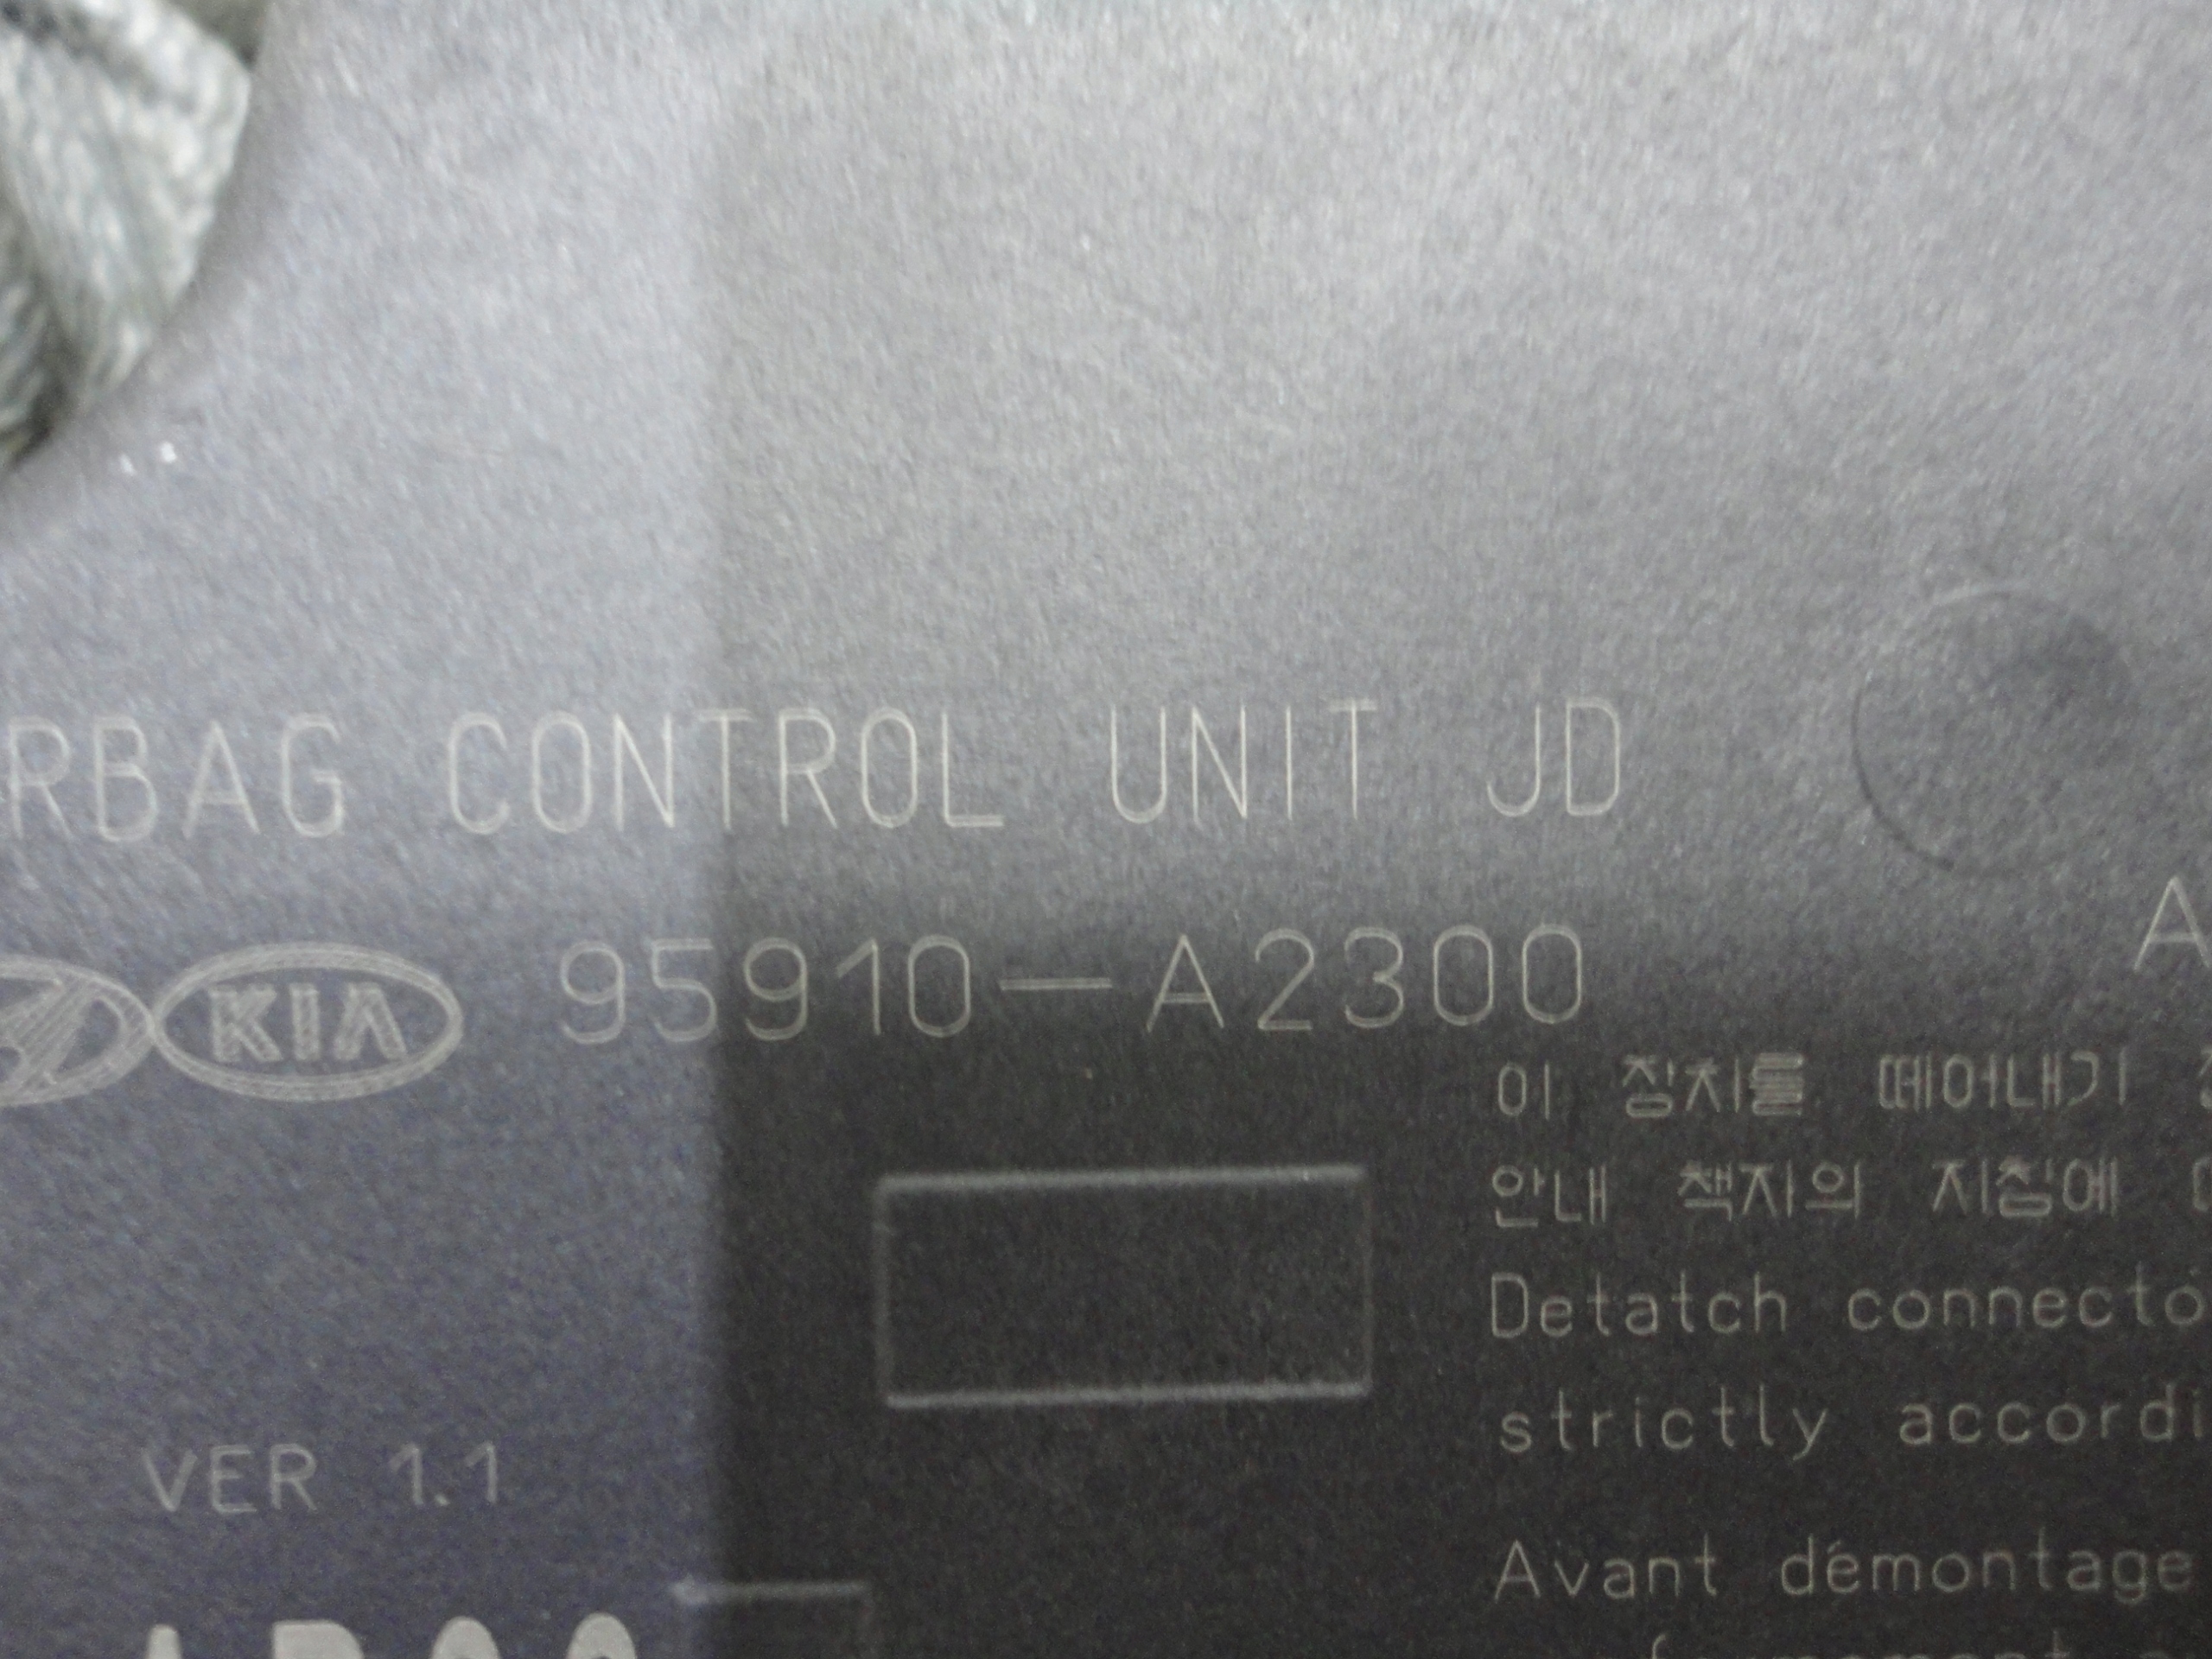 RBAG CONTROL UNIT JD
KIA 95910-A2300
A
이 장치를 떼어내기
안내 책자의 지침에
Detatch connecto
strictly accordi
VER 1.1
Avant démontage